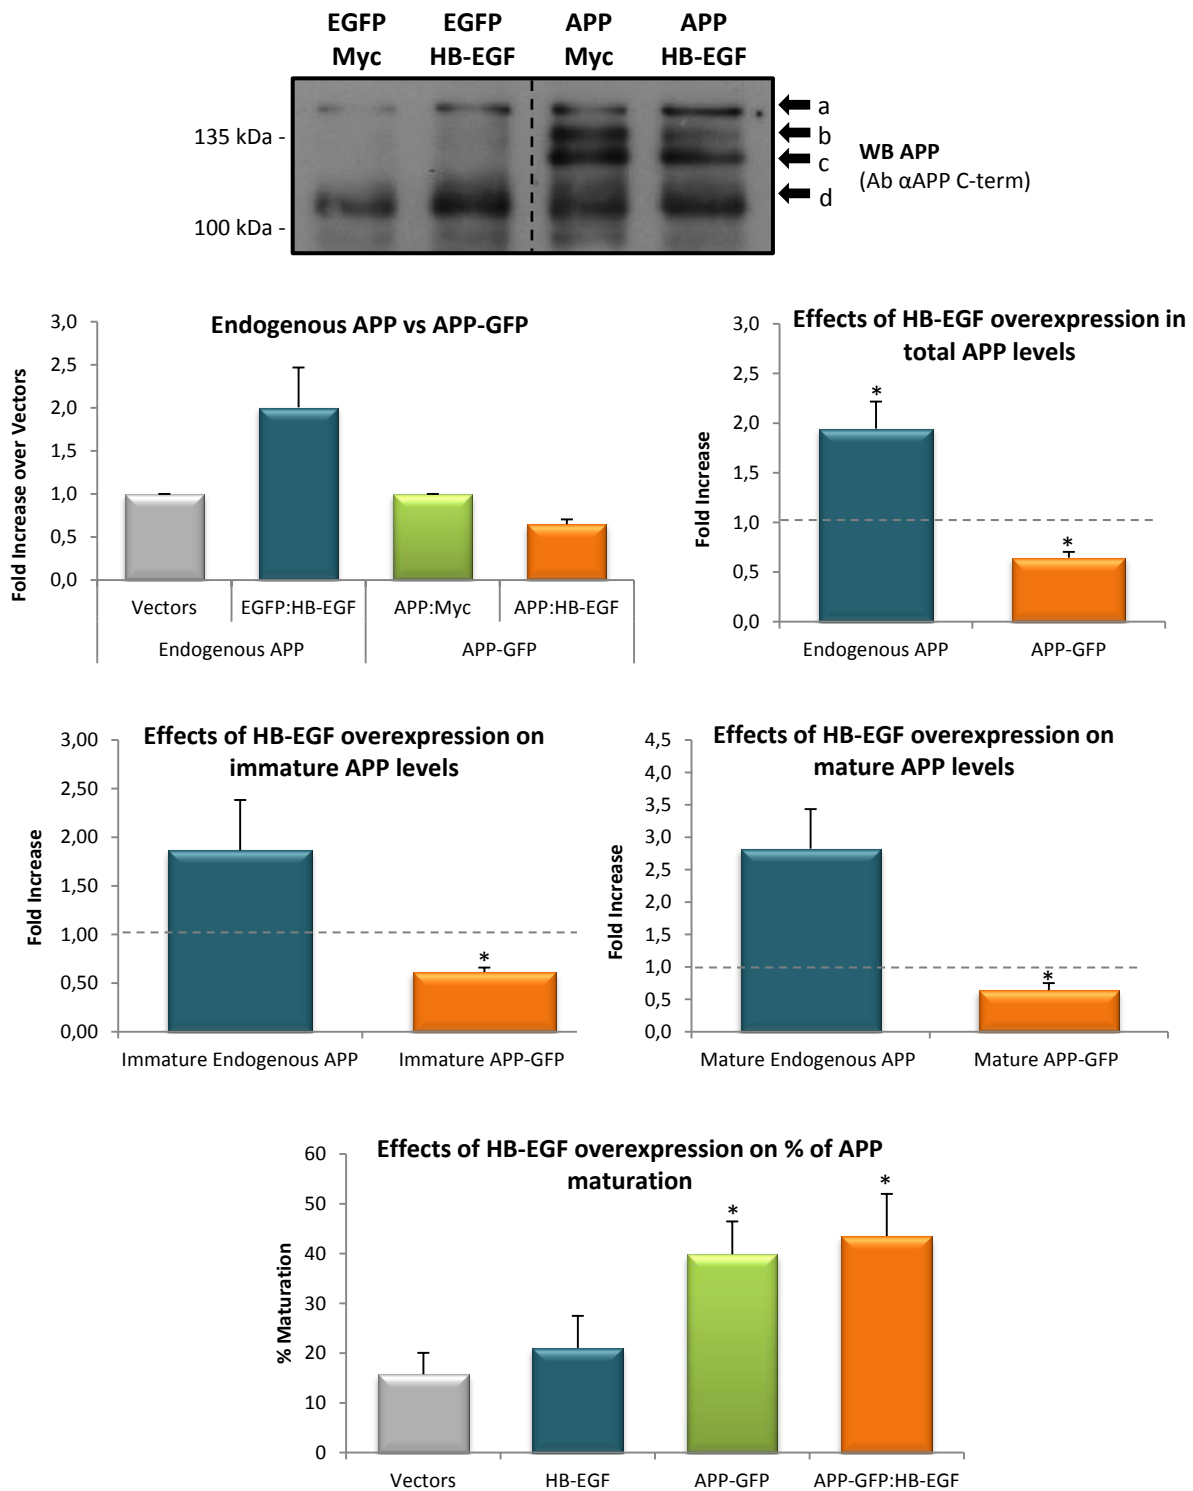 EGFP EGFP APP APP
Myc HB-EGF Myc HB-EGF
a
135 kDa -
b
c
WB APP
(Ab αAPP C-term)
d
100 kDa -
Endogenous APP vs APP-GFP
Fold Increase over Vectors
3,0
2,5
2,0
1,5
1,0
0,5
0,0
Vectors EGFP:HB-EGF APP:Myc APP:HB-EGF
Endogenous APP APP-GFP
Effects of HB-EGF overexpression in
total APP levels
Fold Increase
3,0
2,5
2,0
1,5
1,0
0,5
0,0
*
*
Endogenous APP APP-GFP
Effects of HB-EGF overexpression on
immature APP levels
Fold Increase
3,00
2,50
2,00
1,50
1,00
0,50
0,00
*
Immature Endogenous APP Immature APP-GFP
Effects of HB-EGF overexpression on
mature APP levels
Fold Increase
4,5
4,0
3,5
3,0
2,5
2,0
1,5
1,0
0,5
0,0
*
Mature Endogenous APP Mature APP-GFP
Effects of HB-EGF overexpression on % of APP
maturation
% Maturation
60
50
40
30
20
10
0
*
*
Vectors HB-EGF APP-GFP APP-GFP:HB-EGF